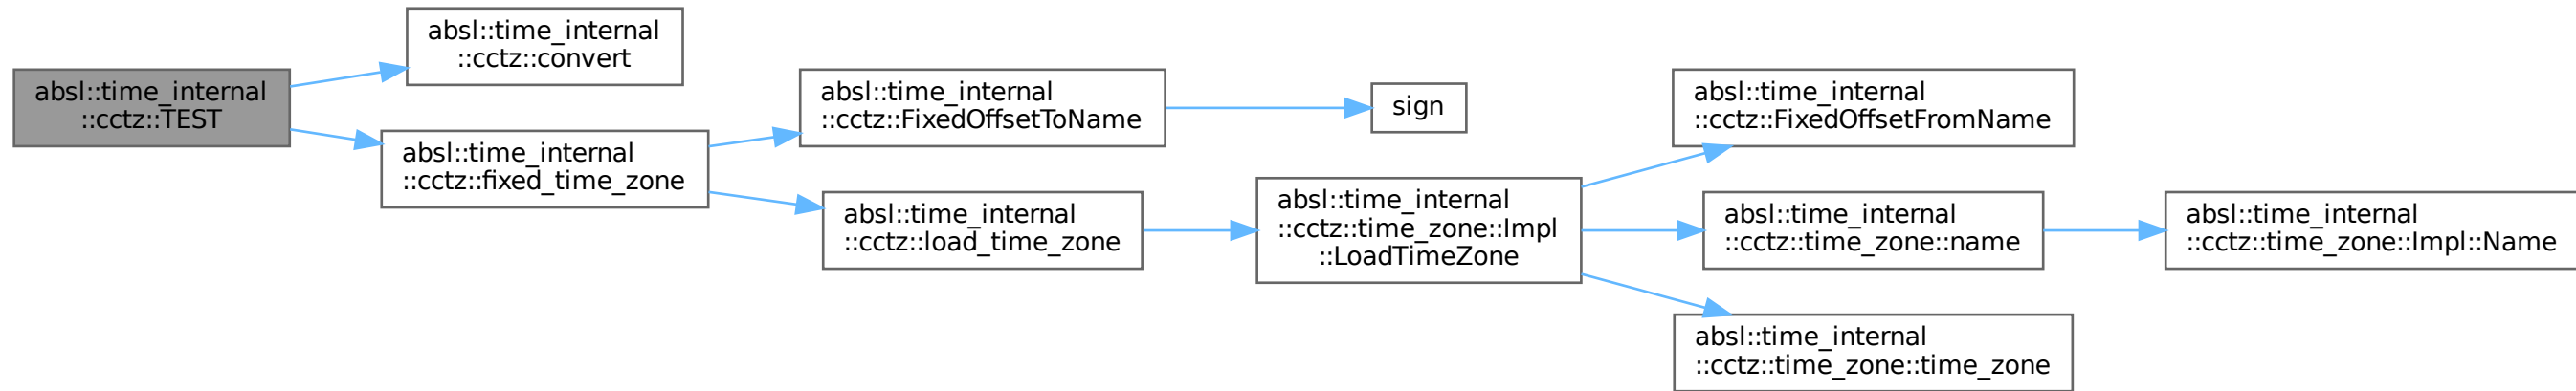 absl::time_internal
::cctz::TEST
absl::time_internal
::cctz::convert
absl::time_internal
::cctz::fixed_time_zone
absl::time_internal
::cctz::FixedOffsetToName
sign
absl::time_internal
::cctz::load_time_zone
absl::time_internal
::cctz::time_zone::Impl
::LoadTimeZone
absl::time_internal
::cctz::FixedOffsetFromName
absl::time_internal
::cctz::time_zone::name
absl::time_internal
::cctz::time_zone::Impl::Name
absl::time_internal
::cctz::time_zone::time_zone